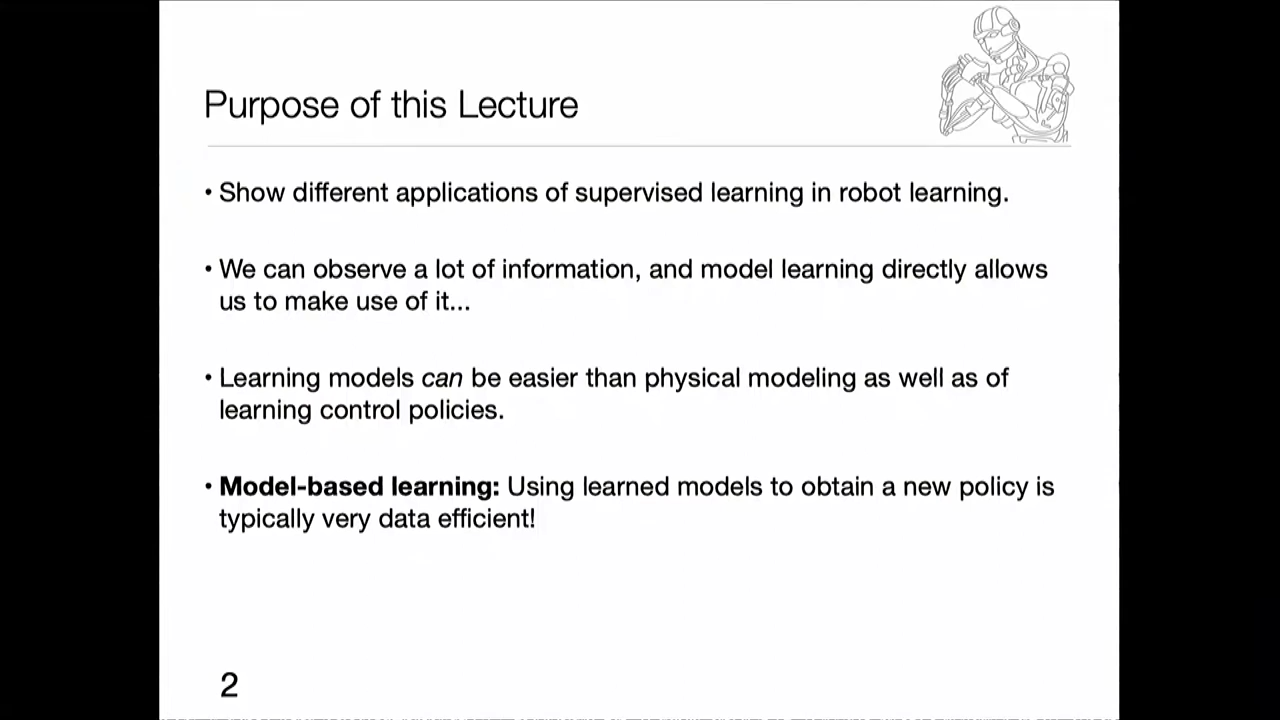 Purpose of this Lecture
• Show different applications of supervised learning in robot learning.
• We can observe a lot of information, and model learning directly allows
us to make use of it...
• Learning models can be easier than physical modeling as well as of
learning control policies.
• Model-based learning: Using learned models to obtain a new policy is
typically very data efficient!
2